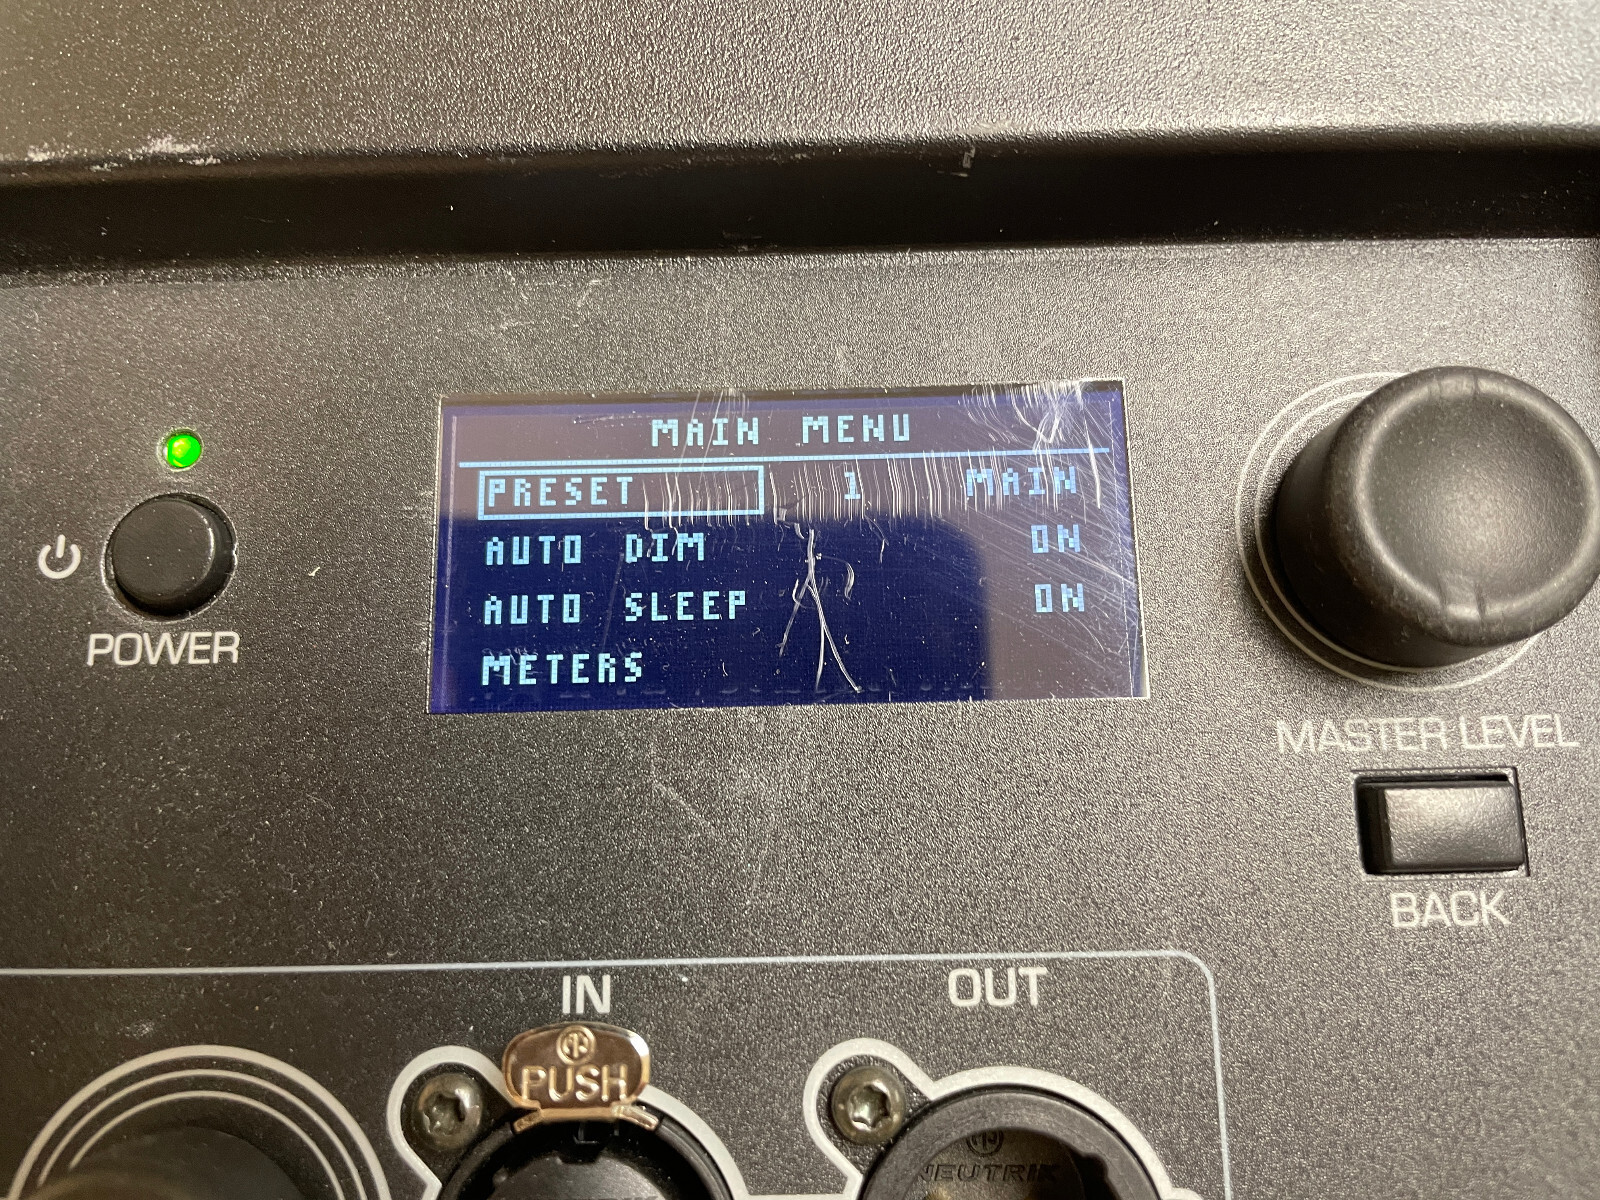 MAIN MENU
PRESET 1 MAIN
AUTO DIM ON
AUTO SLEEP ON
METERS
POWER
MASTER LEVEL
BACK
IN
OUT
PUSH
NEUTRIK